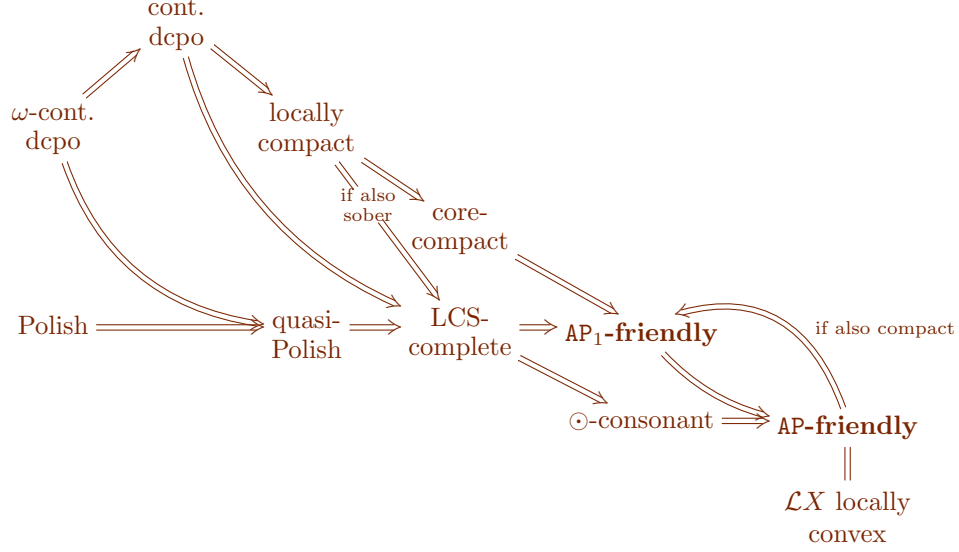 cont.
dcpo
ω-cont.
dcpo
locally
compact
if also
sober
core-
compact
Polish
quasi-
Polish
LCS-
complete
AP₁-friendly
if also compact
⊙-consonant
AP-friendly
ℒX locally
convex